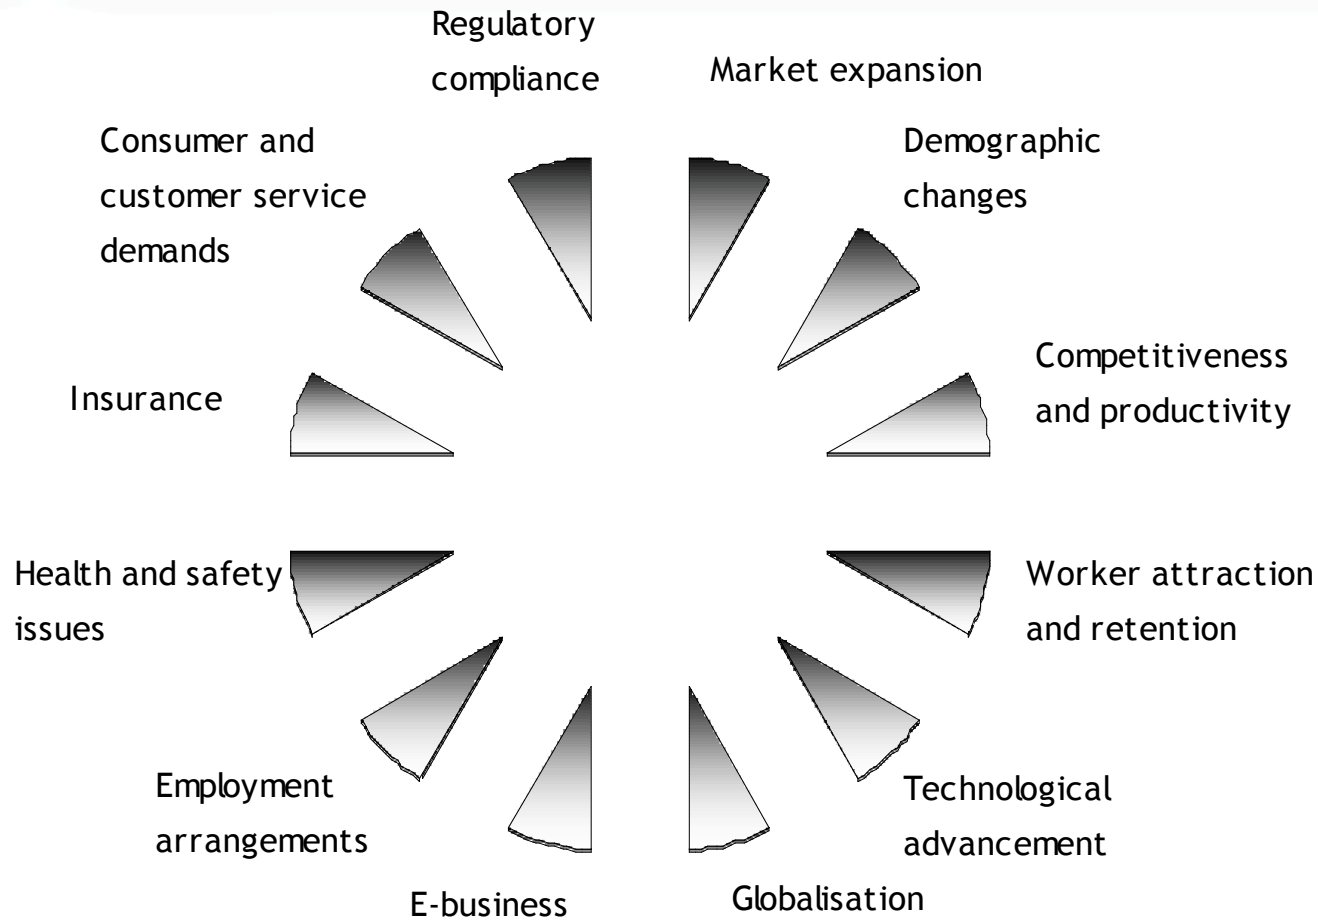 Regulatory
compliance
Market expansion
Demographic
changes
Competitiveness
and productivity
Worker attraction
and retention
Technological
advancement
Globalisation
E-business
Employment
arrangements
Health and safety
issues
Insurance
Consumer and
customer service
demands